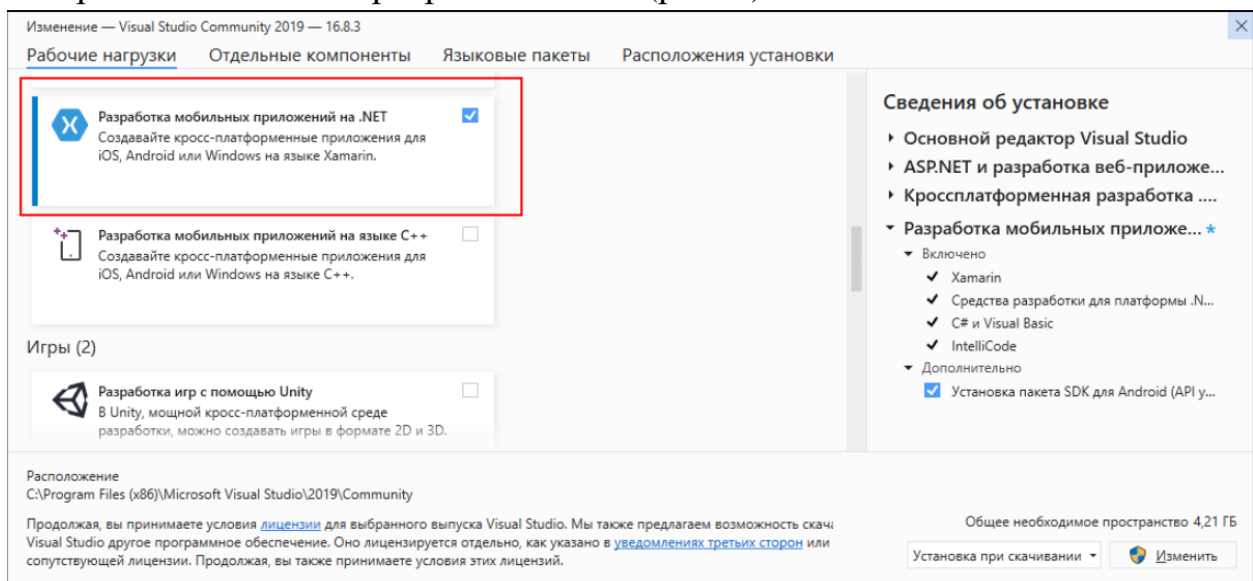 Изменение — Visual Studio Community 2019 — 16.8.3
Рабочие нагрузки Отдельные компоненты Языковые пакеты Расположения установки
Разработка мобильных приложений на .NET
Создавайте кросс-платформенные приложения для
iOS, Android или Windows на языке Xamarin.
Разработка мобильных приложений на языке C++
Создавайте кросс-платформенные приложения для
iOS, Android или Windows на языке C++.
Игры (2)
Разработка игр с помощью Unity
В Unity, мощной кросс-платформенной среде
разработки, можно создавать игры в формате 2D и 3D.
Сведения об установке
Основной редактор Visual Studio
ASP.NET и разработка веб-приложе...
Кроссплатформенная разработка ....
Разработка мобильных приложе... *
Включено
Xamarin
Средства разработки для платформы .N...
C# и Visual Basic
IntelliCode
Дополнительно
Установка пакета SDK для Android (API у...
Расположение
C:\Program Files (x86)\Microsoft Visual Studio\2019\Community
Продолжая, вы принимаете условия лицензии для выбранного выпуска Visual Studio. Мы также предлагаем возможность скача
Visual Studio другое программное обеспечение. Оно лицензируется отдельно, как указано в уведомлениях третьих сторон или
сопутствующей лицензии. Продолжая, вы также принимаете условия этих лицензий.
Общее необходимое пространство 4,21 ГБ
Установка при скачивании Изменить